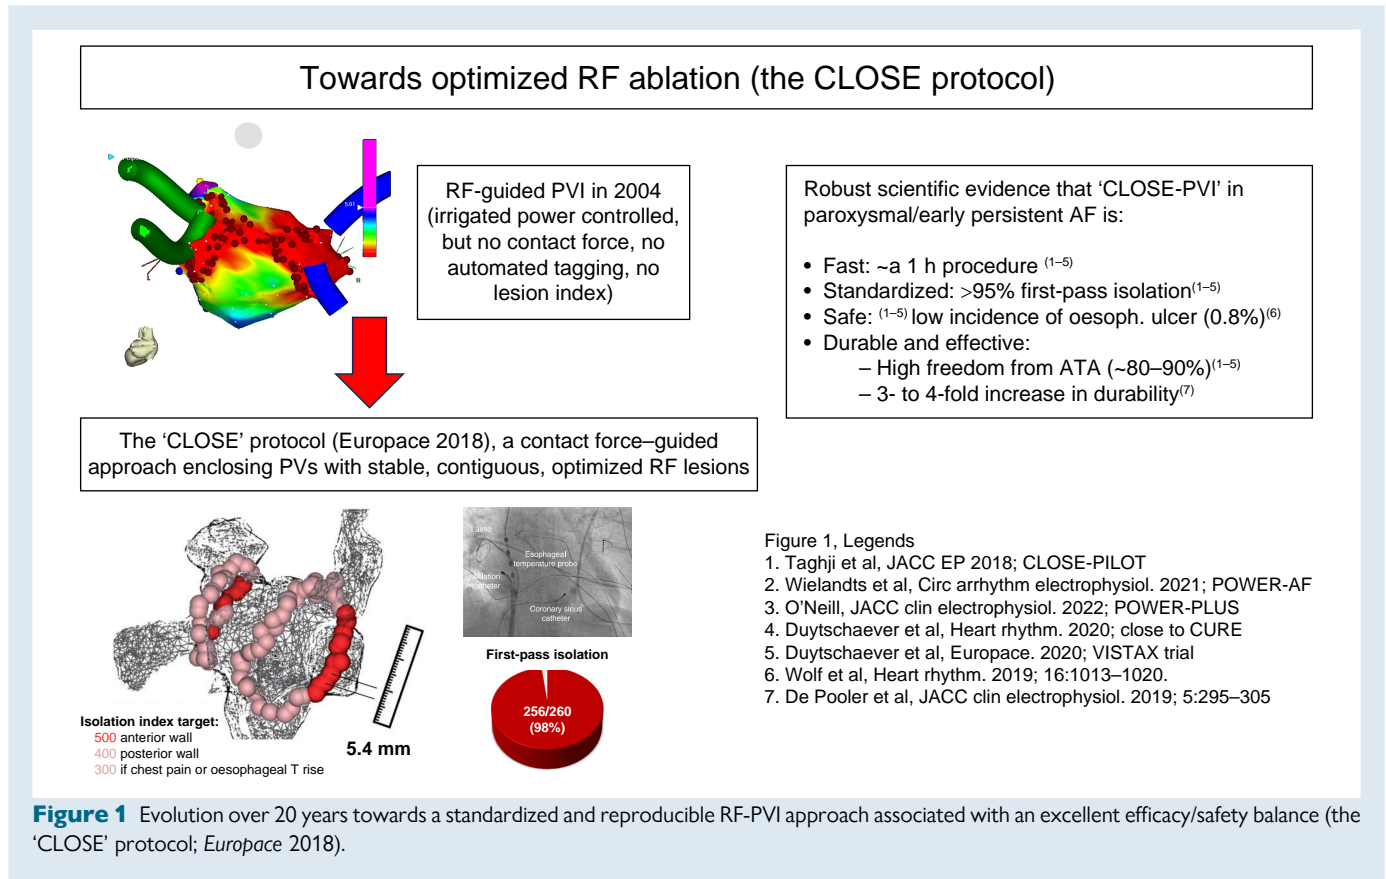 Towards optimized RF ablation (the CLOSE protocol)
5.01
RF-guided PVI in 2004
(irrigated power controlled,
but no contact force, no
automated tagging, no
lesion index)
Robust scientific evidence that ‘CLOSE-PVI’ in
paroxysmal/early persistent AF is:
• Fast: ~a 1 h procedure (1–5)
• Standardized: >95% first-pass isolation(1–5)
• Safe: (1–5) low incidence of oesoph. ulcer (0.8%)(6)
• Durable and effective:
– High freedom from ATA (~80–90%)(1–5)
– 3- to 4-fold increase in durability(7)
The ‘CLOSE’ protocol (Europace 2018), a contact force–guided
approach enclosing PVs with stable, contiguous, optimized RF lesions
Lasso
Esophageal
temperature probe
Ablation
catheter
Coronary sinus
catheter
First-pass isolation
256/260
(98%)
5.4 mm
Isolation index target:
500 anterior wall
400 posterior wall
300 if chest pain or oesophageal T rise
Figure 1, Legends
1. Taghji et al, JACC EP 2018; CLOSE-PILOT
2. Wielandts et al, Circ arrhythm electrophysiol. 2021; POWER-AF
3. O’Neill, JACC clin electrophysiol. 2022; POWER-PLUS
4. Duytschaever et al, Heart rhythm. 2020; close to CURE
5. Duytschaever et al, Europace. 2020; VISTAX trial
6. Wolf et al, Heart rhythm. 2019; 16:1013–1020.
7. De Pooler et al, JACC clin electrophysiol. 2019; 5:295–305
Figure 1 Evolution over 20 years towards a standardized and reproducible RF-PVI approach associated with an excellent efficacy/safety balance (the
‘CLOSE’ protocol; Europace 2018).